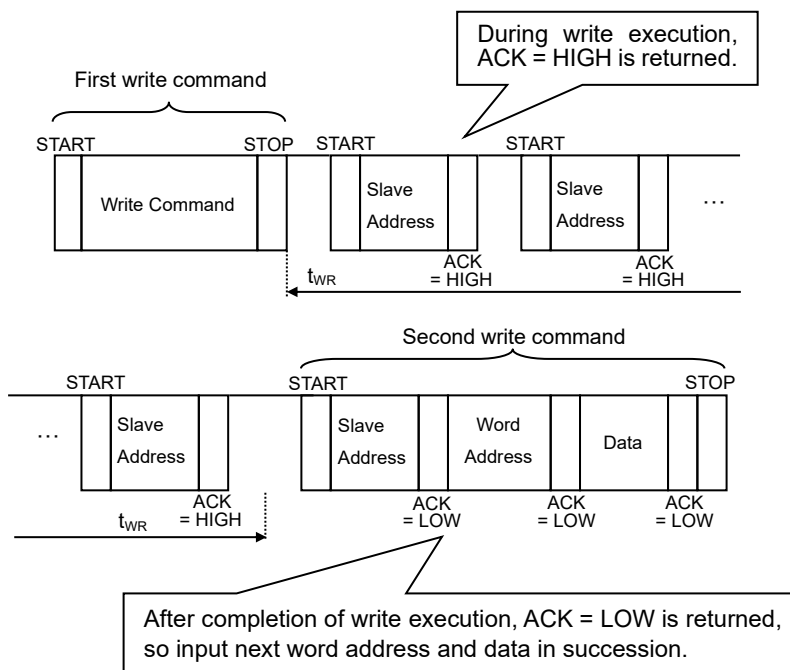 During write execution,
ACK = HIGH is returned.
First write command
START
STOP
START
START
Write Command
Slave
Address
Slave
Address
…
ACK
= HIGH
ACK
= HIGH
tWR
Second write command
START
START
STOP
…
Slave
Address
Slave
Address
Word
Address
Data
ACK
= HIGH
ACK
= LOW
ACK
= LOW
ACK
= LOW
tWR
After completion of write execution, ACK = LOW is returned,
so input next word address and data in succession.